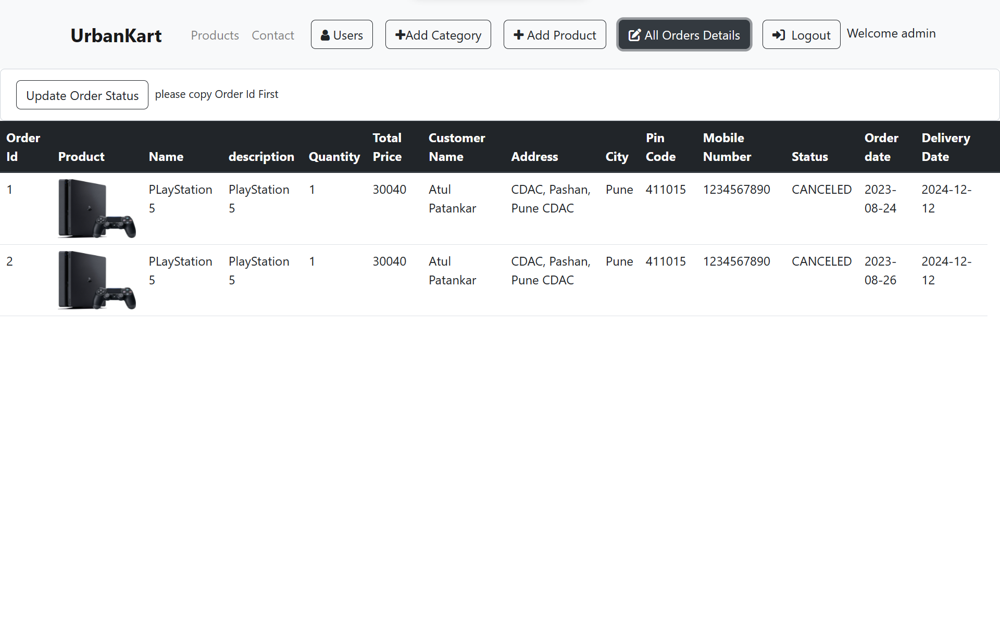 UrbanKart Products Contact Users Add Category Add Product All Orders Details Logout Welcome admin
Update Order Status please copy Order Id First
Order Id Product Name description Quantity Total Price Customer Name Address City Pin Code Mobile Number Status Order date Delivery Date
1 PLayStation 5 PlayStation 5 1 30040 Atul Patankar CDAC, Pashan, Pune CDAC Pune 411015 1234567890 CANCELED 2023-08-24 2024-12-12
2 PLayStation 5 PlayStation 5 1 30040 Atul Patankar CDAC, Pashan, Pune CDAC Pune 411015 1234567890 CANCELED 2023-08-26 2024-12-12